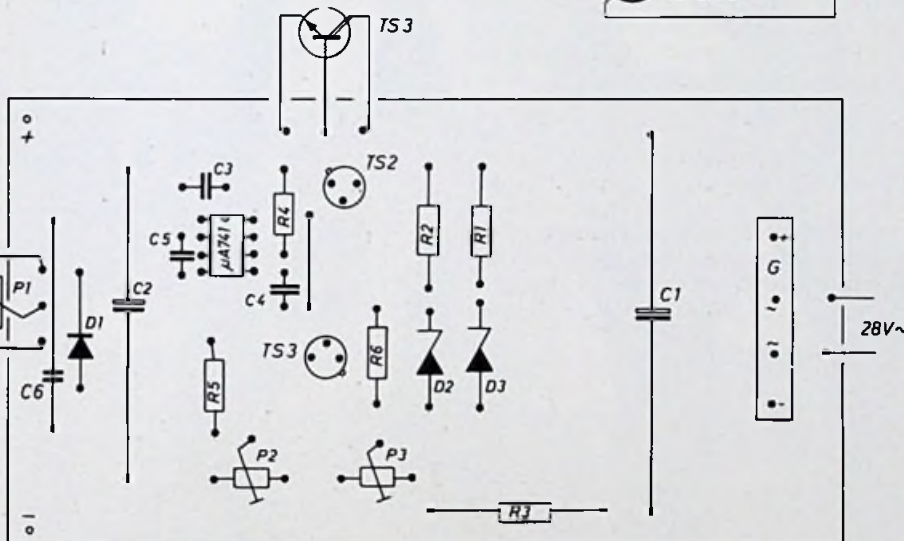 TS3
+
TS2
C3
R4
C5
µA741
R2
R1
+
G
~
~
-
P1
C2
C4
C1
28V~
D1
TS3
R6
D2
D3
C6
R5
P2
P3
R3
-